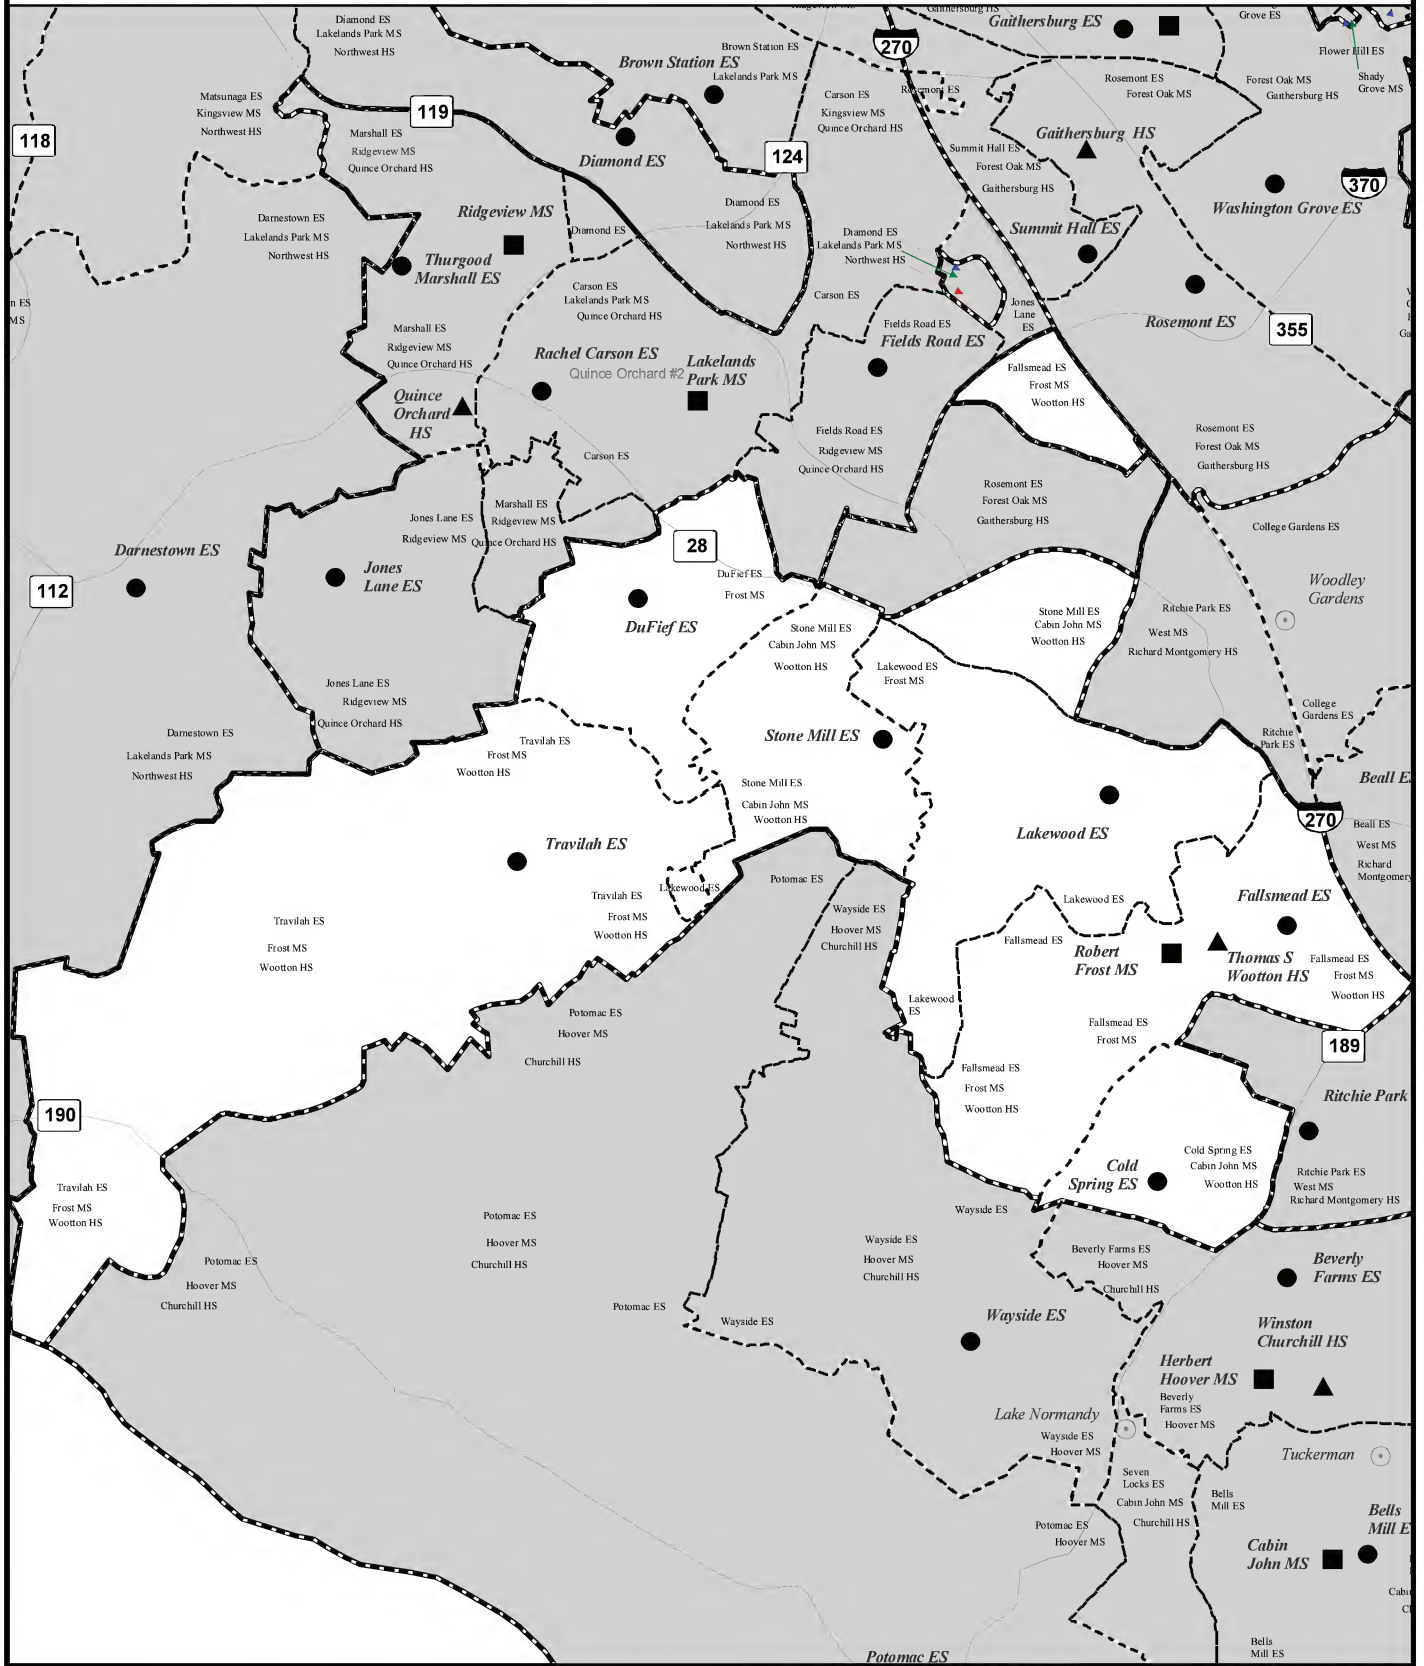 Gaithersburg HS
Diamond ES
Lakelands Park MS
Northwest HS
Brown Station ES
Brown Station ES
Lakelands Park MS
270
Gaithersburg ES
Grove ES
Flower Hill ES
Shady
Grove MS
Matsunaga ES
Kingsview MS
Northwest HS
119
118
Marshall ES
Ridgeview MS
Quince Orchard HS
Diamond ES
124
Carson ES
Kingsview MS
Quince Orchard HS
Rosemont ES
Rosemont ES
Forest Oak MS
Forest Oak MS
Gaithersburg HS
Gaithersburg HS
Summit Hall ES
Forest Oak MS
Gaithersburg HS
370
Washington Grove ES
Summit Hall ES
Darnestown ES
Lakelands Park MS
Northwest HS
Ridgeview MS
Thurgood
Marshall ES
Diamond ES
Diamond ES
Lakelands Park MS
Northwest HS
Diamond ES
Lakelands Park MS
Northwest HS
n ES
MS
Carson ES
Lakelands Park MS
Quince Orchard HS
Carson ES
Jones
Lane
ES
Rosemont ES
355
Marshall ES
Ridgeview MS
Quince Orchard HS
Rachel Carson ES
Quince Orchard #2
Lakelands
Park MS
Fields Road ES
Fields Road ES
Fallsmead ES
Frost MS
Wootton HS
Quince
Orchard
HS
Carson ES
Fields Road ES
Ridgeview MS
Quince Orchard HS
Rosemont ES
Forest Oak MS
Gaithersburg HS
Rosemont ES
Forest Oak MS
Gaithersburg HS
Jones Lane ES
Ridgeview MS
Marshall ES
Ridgeview MS
Quince Orchard HS
College Gardens ES
Darnestown ES
112
Jones
Lane ES
28
DuFief ES
Frost MS
DuFief ES
Woodley
Gardens
Stone Mill ES
Cabin John MS
Wootton HS
Stone Mill ES
Cabin John MS
Wootton HS
Ritchie Park ES
West MS
Richard Montgomery HS
Lakewood ES
Frost MS
Jones Lane ES
Ridgeview MS
Quince Orchard HS
Darnestown ES
Lakelands Park MS
Northwest HS
Travilah ES
Frost MS
Wootton HS
Stone Mill ES
College
Gardens ES
Ritchie
Park ES
Stone Mill ES
Cabin John MS
Wootton HS
Lakewood ES
Travilah ES
270
Beall ES
West MS
Richard
Montgomery
Potomac ES
Lakewood ES
Travilah ES
Frost MS
Wootton HS
Travilah ES
Frost MS
Wootton HS
Wayside ES
Hoover MS
Churchill HS
Lakewood ES
Fallsmead ES
Fallsmead ES
Robert
Frost MS
Thomas S
Wootton HS
Fallsmead ES
Frost MS
Wootton HS
Lakewood
ES
Potomac ES
Hoover MS
Churchill HS
Fallsmead ES
Frost MS
189
Fallsmead ES
Frost MS
Wootton HS
Ritchie Park
190
Cold
Spring ES
Cold Spring ES
Cabin John MS
Wootton HS
Ritchie Park ES
West MS
Richard Montgomery HS
Travilah ES
Frost MS
Wootton HS
Wayside ES
Potomac ES
Hoover MS
Churchill HS
Wayside ES
Hoover MS
Churchill HS
Beverly Farms ES
Hoover MS
Churchill HS
Beverly
Farms ES
Potomac ES
Hoover MS
Churchill HS
Potomac ES
Wayside ES
Wayside ES
Winston
Churchill HS
Herbert
Hoover MS
Beverly
Farms ES
Hoover MS
Lake Normandy
Wayside ES
Hoover MS
Tuckerman
Seven
Locks ES
Cabin John MS
Churchill HS
Bells
Mill ES
Potomac ES
Hoover MS
Bells
Cabin
John MS
Bells
Mill ES
Potomac ES